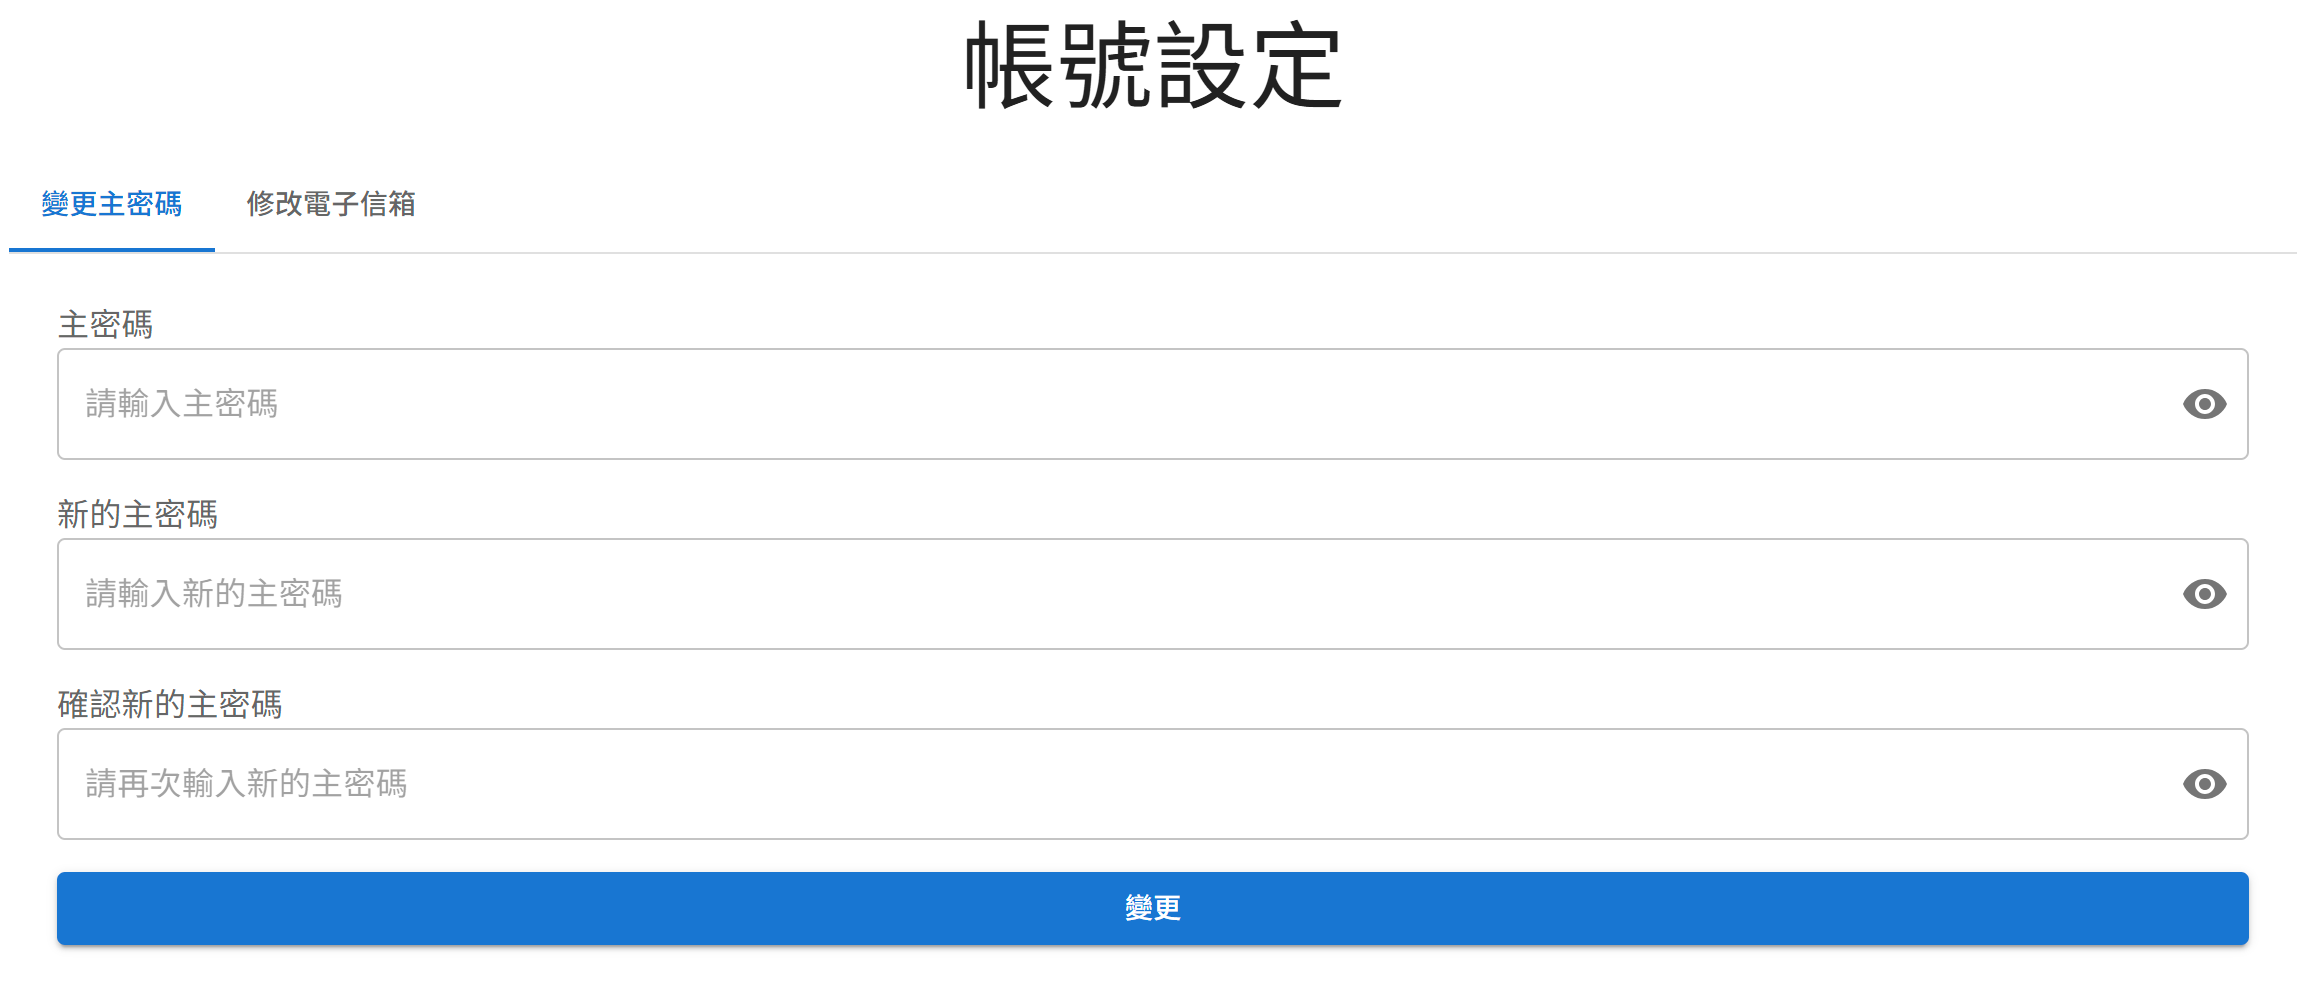 帳號設定
變更主密碼 修改電子信箱
主密碼
請輸入主密碼
新的主密碼
請輸入新的主密碼
確認新的主密碼
請再次輸入新的主密碼
變更